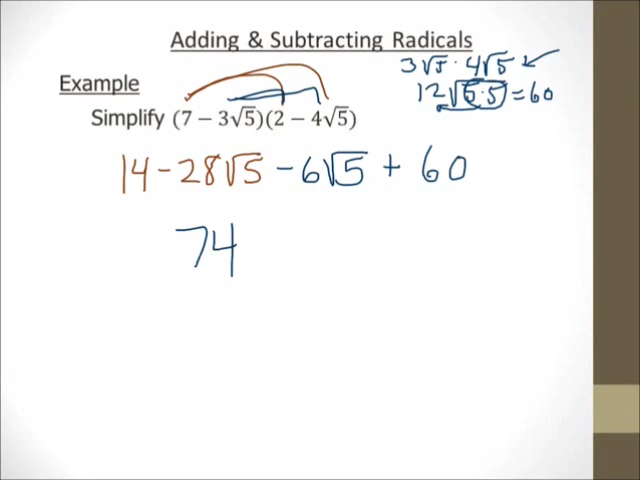 Adding & Subtracting Radicals
3√5 · 4√5
Example
12√5·5 = 60
Simplify (7 − 3√5)(2 − 4√5)
14 − 28√5 − 6√5 + 60
74